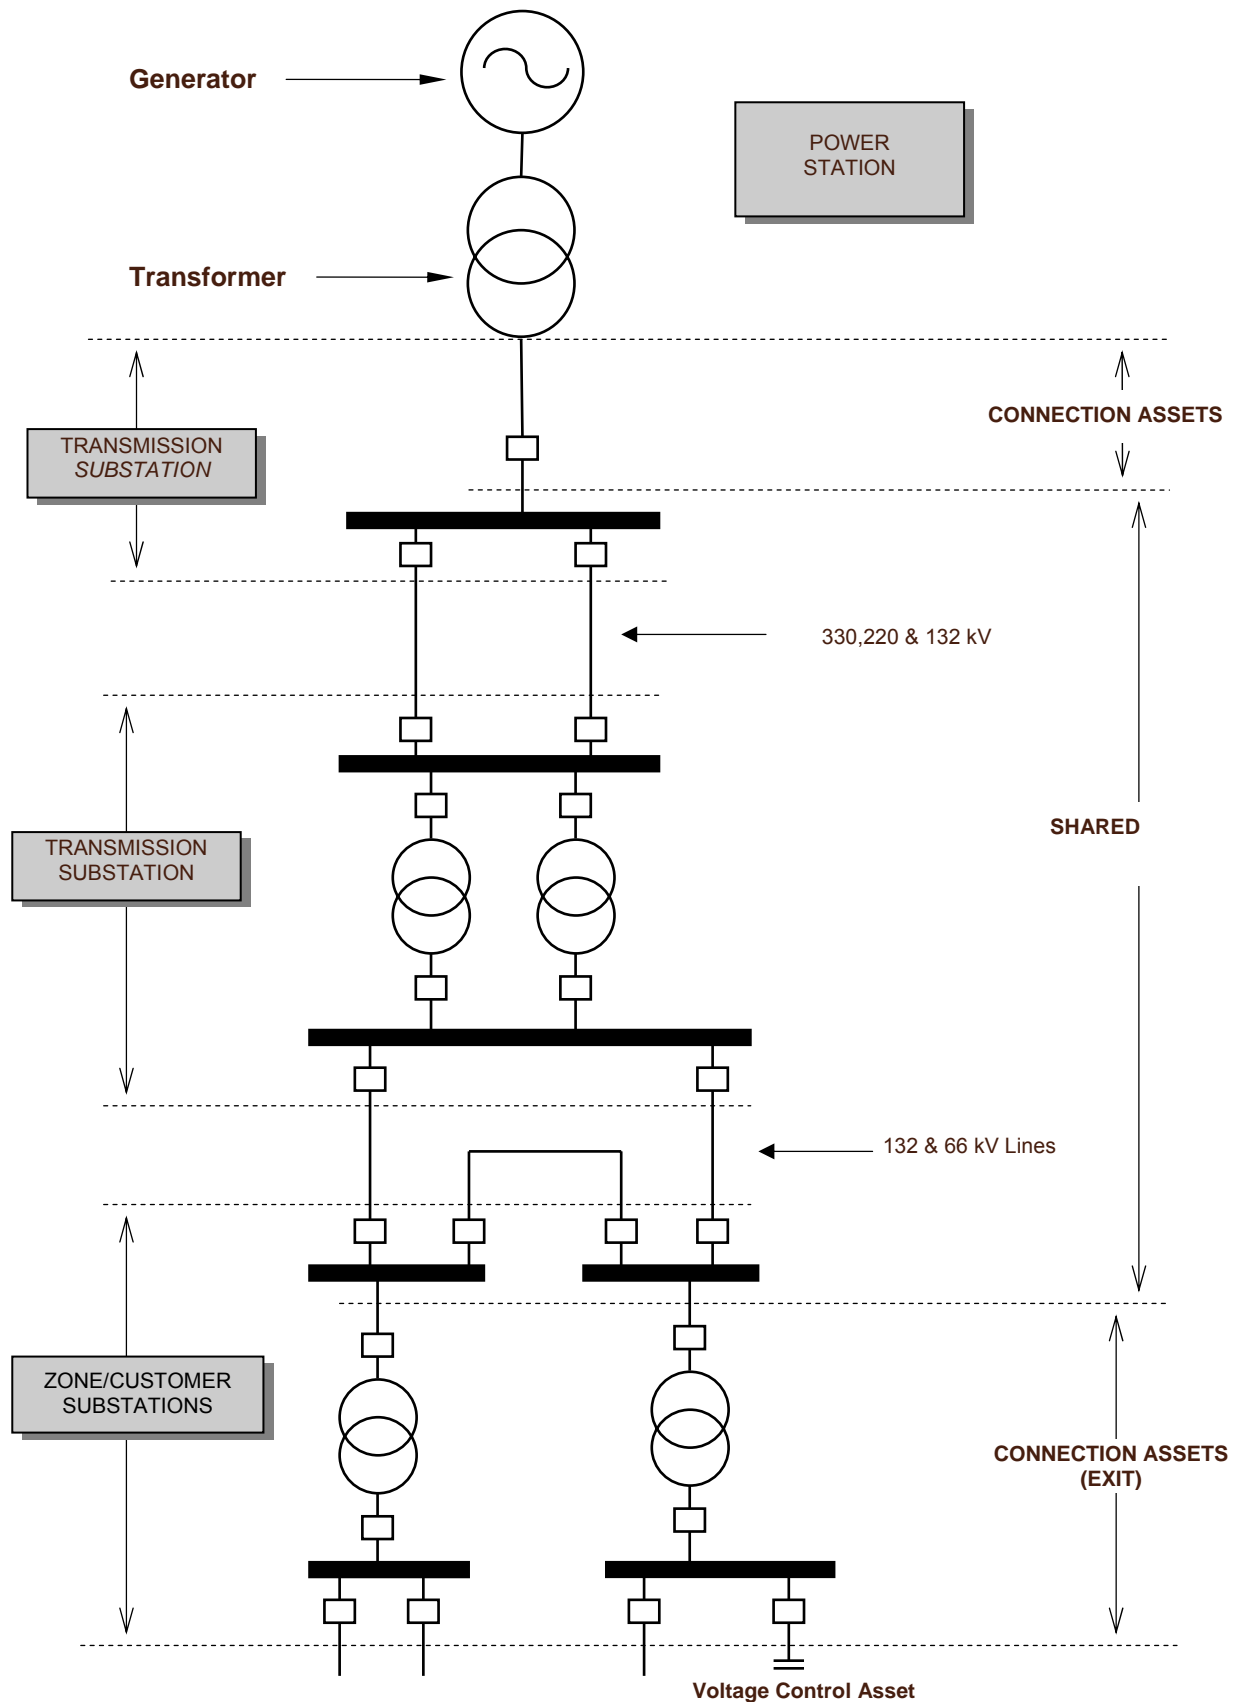 Generator
POWER
STATION
Transformer
CONNECTION ASSETS
TRANSMISSION
SUBSTATION
330,220 & 132 kV
SHARED
TRANSMISSION
SUBSTATION
132 & 66 kV Lines
ZONE/CUSTOMER
SUBSTATIONS
CONNECTION ASSETS
(EXIT)
Voltage Control Asset